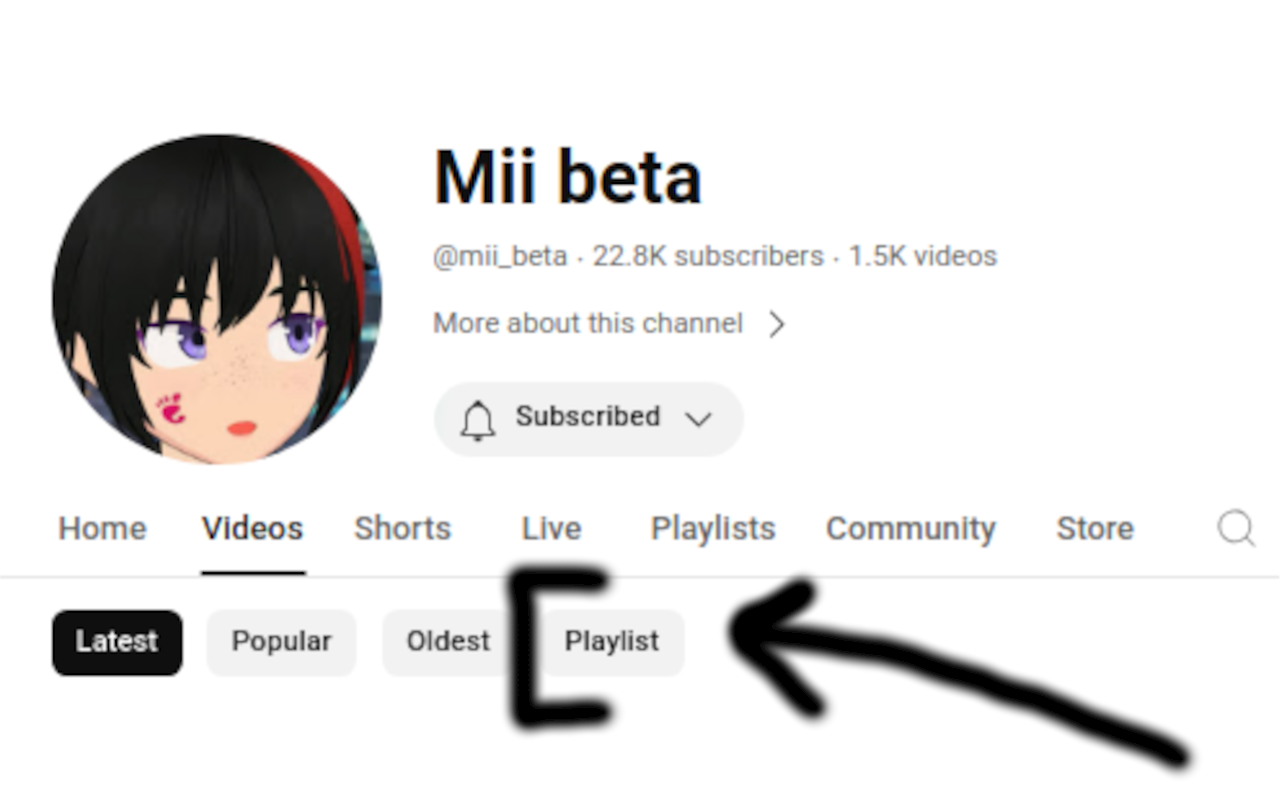 Mii beta
@mii_beta · 22.8K subscribers · 1.5K videos
More about this channel
Subscribed
Home Videos Shorts Live Playlists Community Store
Latest Popular Oldest Playlist